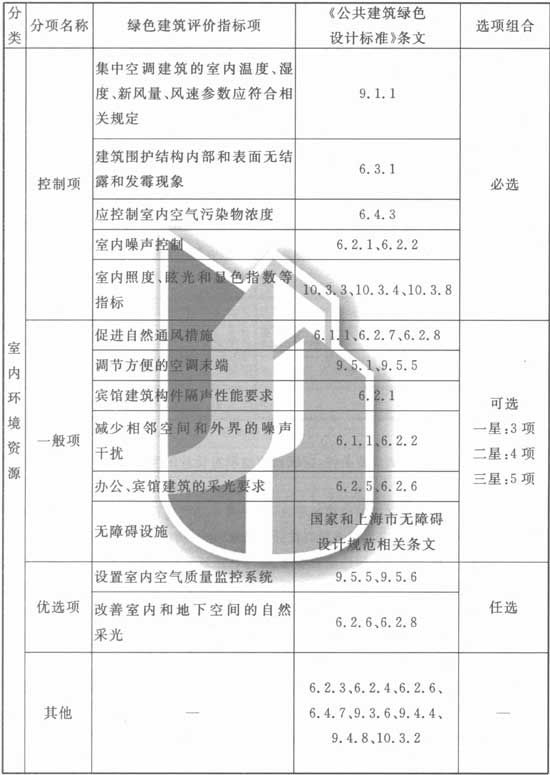 分类
分项名称
绿色建筑评价指标项
《公共建筑绿色
设计标准》条文
选项组合
室内环境资源
控制项
集中空调建筑的室内温度、湿
度、新风量、风速参数应符合相
关规定
9.1.1
必选
建筑围护结构内部和表面无结
露和发霉现象
6.3.1
应控制室内空气污染物浓度
6.4.3
室内噪声控制
6.2.1、6.2.2
室内照度、眩光和显色指数等
指标
10.3.3、10.3.4、10.3.8
一般项
促进自然通风措施
6.1.1、6.2.7、6.2.8
可选
一星:3项
二星:4项
三星:5项
调节方便的空调末端
9.5.1、9.5.5
宾馆建筑构件隔声性能要求
6.2.1
减少相邻空间和外界的噪声
干扰
6.1.1、6.2.2
办公、宾馆建筑的采光要求
6.2.5、6.2.6
无障碍设施
国家和上海市无障碍
设计规范相关条文
优选项
设置室内空气质量监控系统
9.5.5、9.5.6
任选
改善室内和地下空间的自然
采光
6.2.6、6.2.8
其他
—
6.2.3、6.2.4、6.2.6、
6.4.7、9.3.6、9.4.4、
9.4.8、10.3.2
—